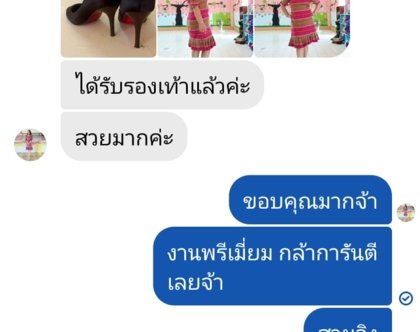 ได้รับรองเท้าแล้วค่ะ
สวยมากค่ะ
ขอบคุณมากจ้า
งานพรีเมี่ยม กล้าการันตี
เลยจ้า